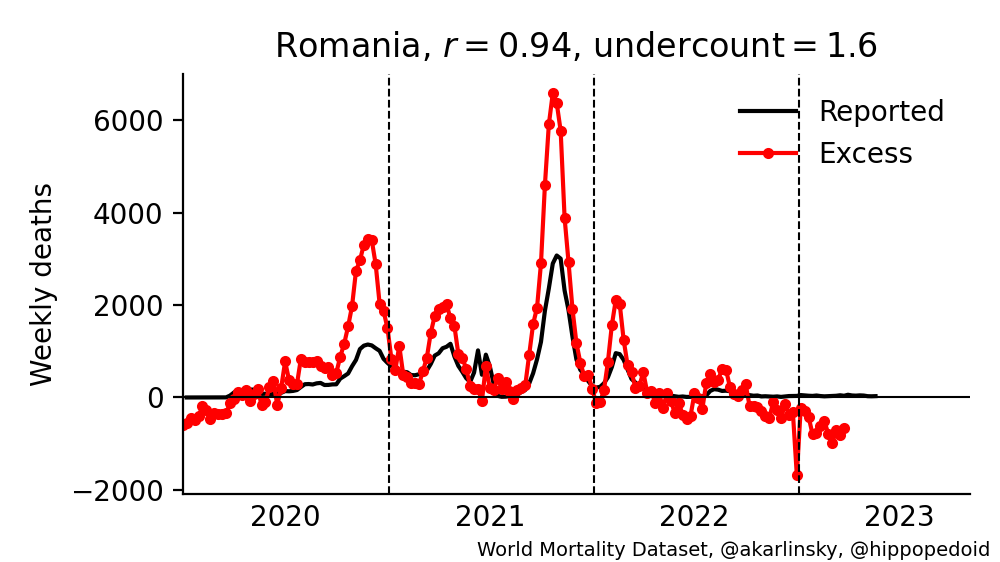 Romania, r = 0.94, undercount = 1.6
Weekly deaths
6000
4000
2000
0
−2000
Reported
Excess
2020 2021 2022 2023
World Mortality Dataset, @akarlinsky, @hippopedoid